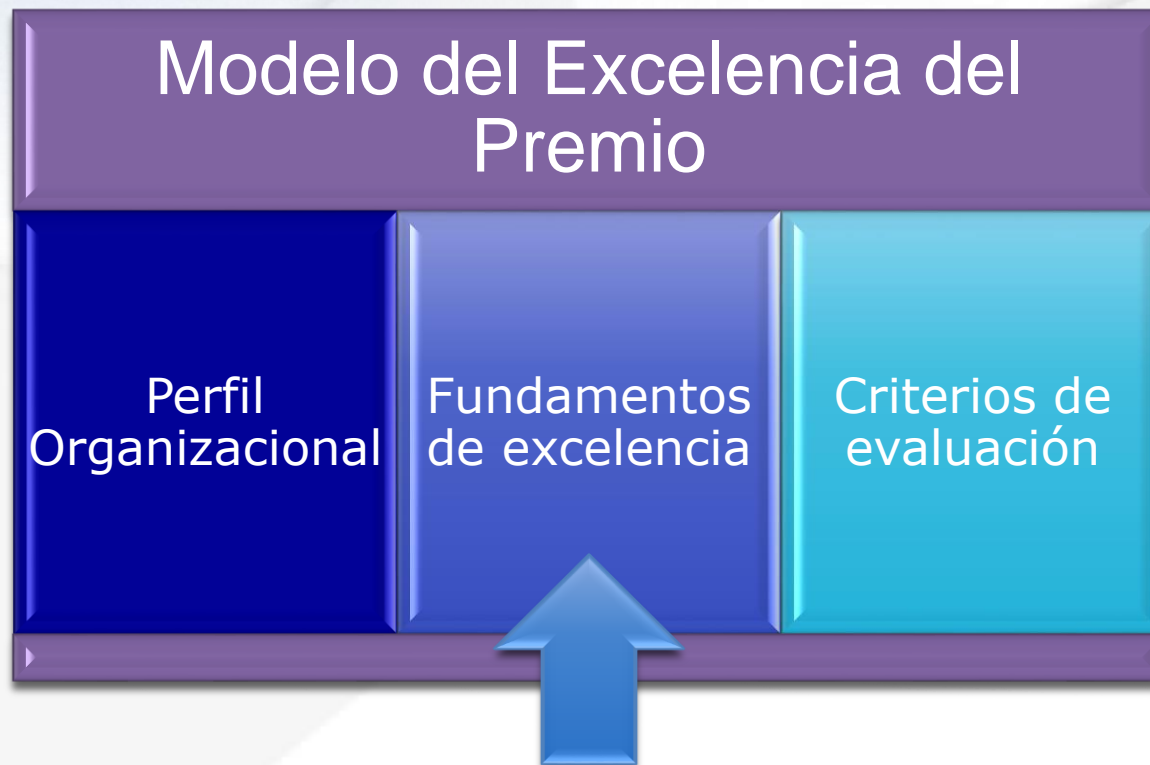 Modelo del Excelencia del
Premio
Perfil
Organizacional
Fundamentos
de excelencia
Criterios de
evaluación